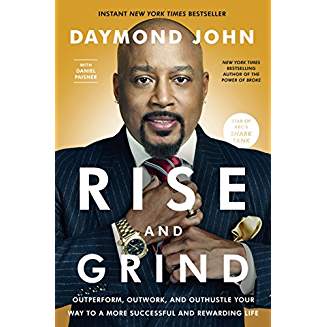 INSTANT NEW YORK TIMES BESTSELLER
DAYMOND JOHN
WITH
DANIEL
PAISNER
NEW YORK TIMES
BESTSELLING
AUTHOR OF THE
POWER OF BROKE
STAR OF
ABC'S
SHARK
TANK
RISE
AND
GRIND
OUTPERFORM, OUTWORK, AND OUTHUSTLE YOUR
WAY TO A MORE SUCCESSFUL AND REWARDING LIFE